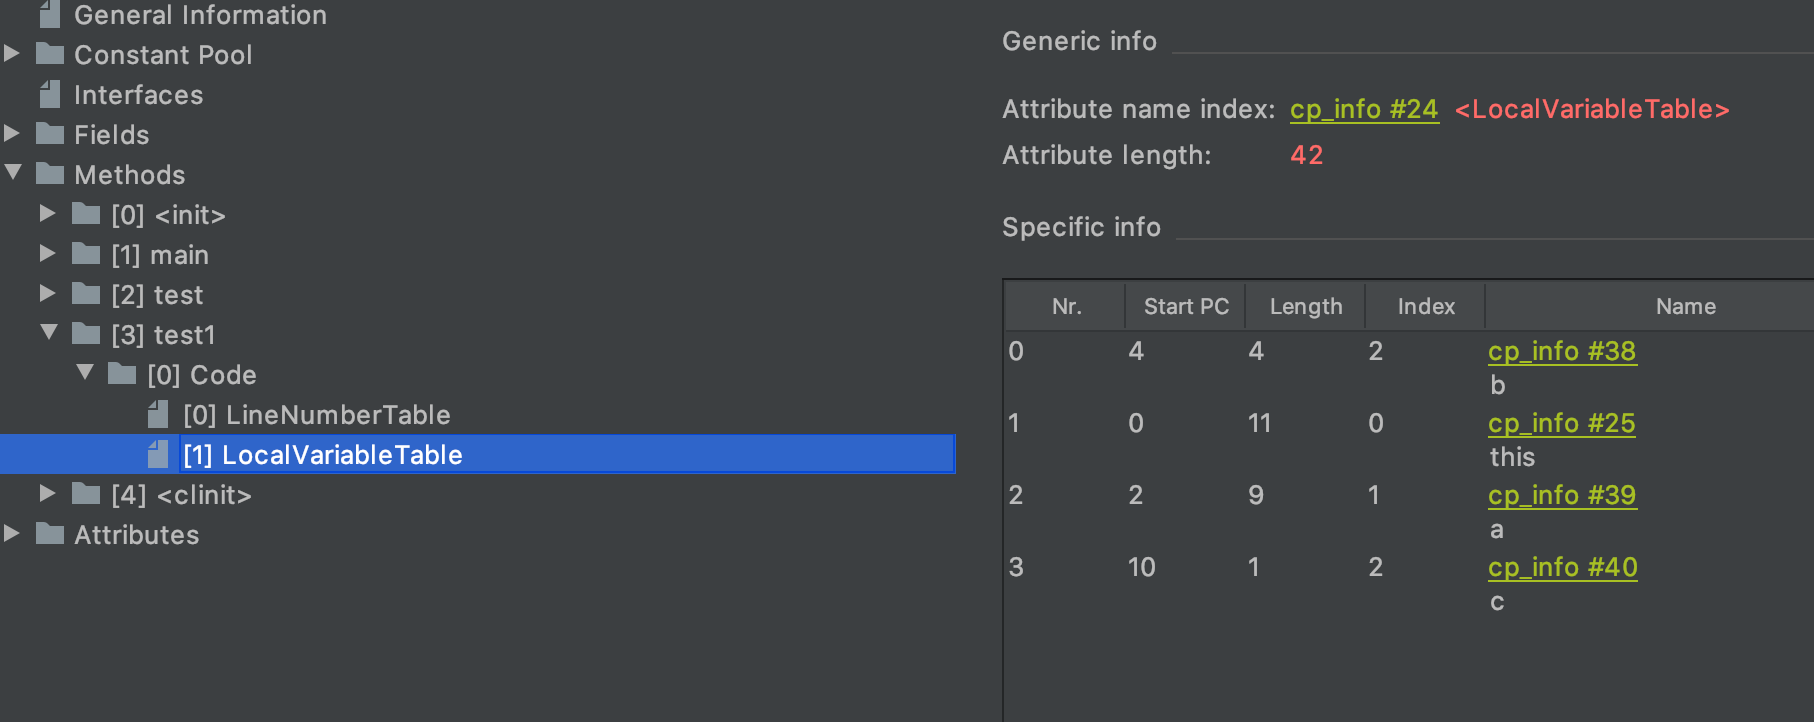 General Information
Constant Pool
Interfaces
Fields
Methods
[0] <init>
[1] main
[2] test
[3] test1
[0] Code
[0] LineNumberTable
[1] LocalVariableTable
[4] <clinit>
Attributes
Generic info
Attribute name index: cp_info #24 <LocalVariableTable>
Attribute length: 42
Specific info
Nr. Start PC Length Index Name
0 4 4 2 cp_info #38
b
1 0 11 0 cp_info #25
this
2 2 9 1 cp_info #39
a
3 10 1 2 cp_info #40
c